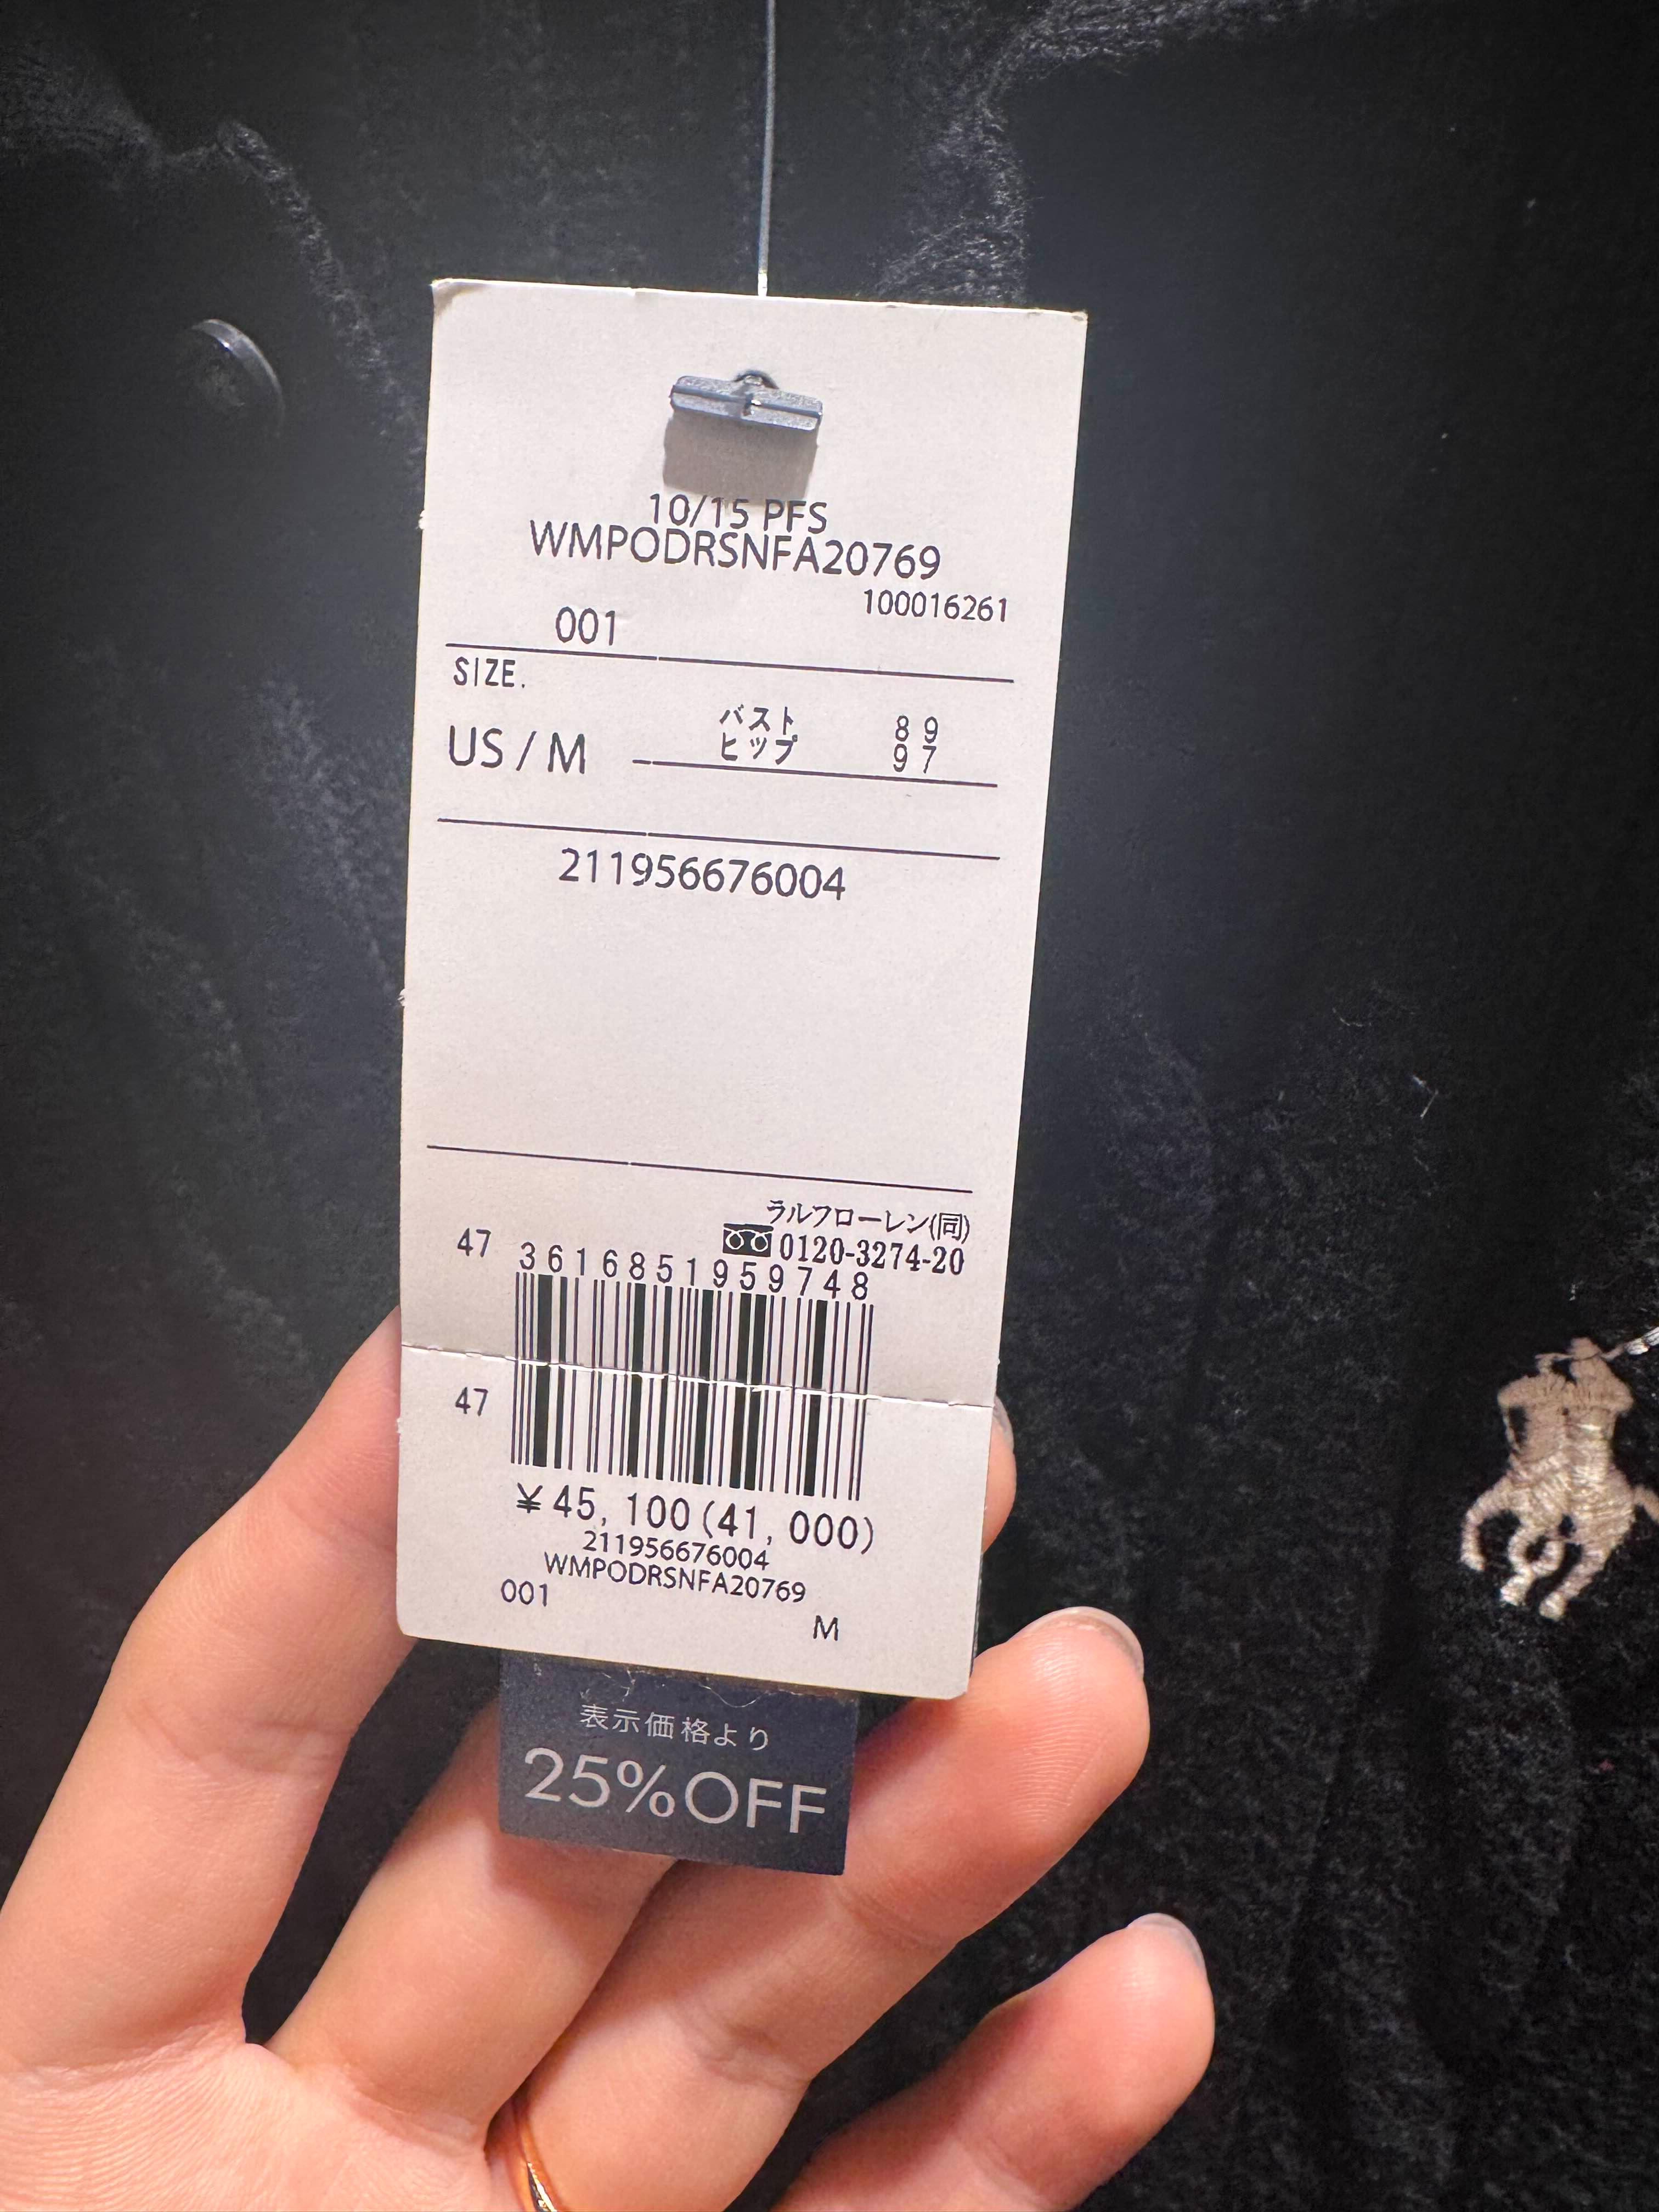 10/15 PFS
WMPODRSNFA20769
100016261
001
SIZE.
US / M
バスト 89
ヒップ 97
211956676004
ラルフローレン(同)
0120-3274-20
47
3616851959748
47
¥45,100(41,000)
211956676004
WMPODRSNFA20769
001
M
表示価格より
25%OFF